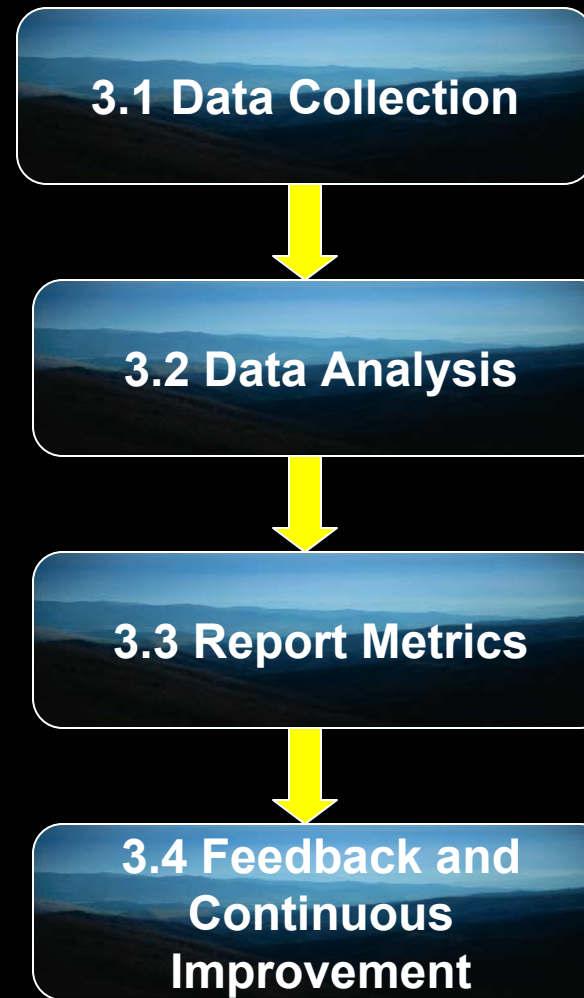 3.1 Data Collection
3.2 Data Analysis
3.3 Report Metrics
3.4 Feedback and
Continuous
Improvement